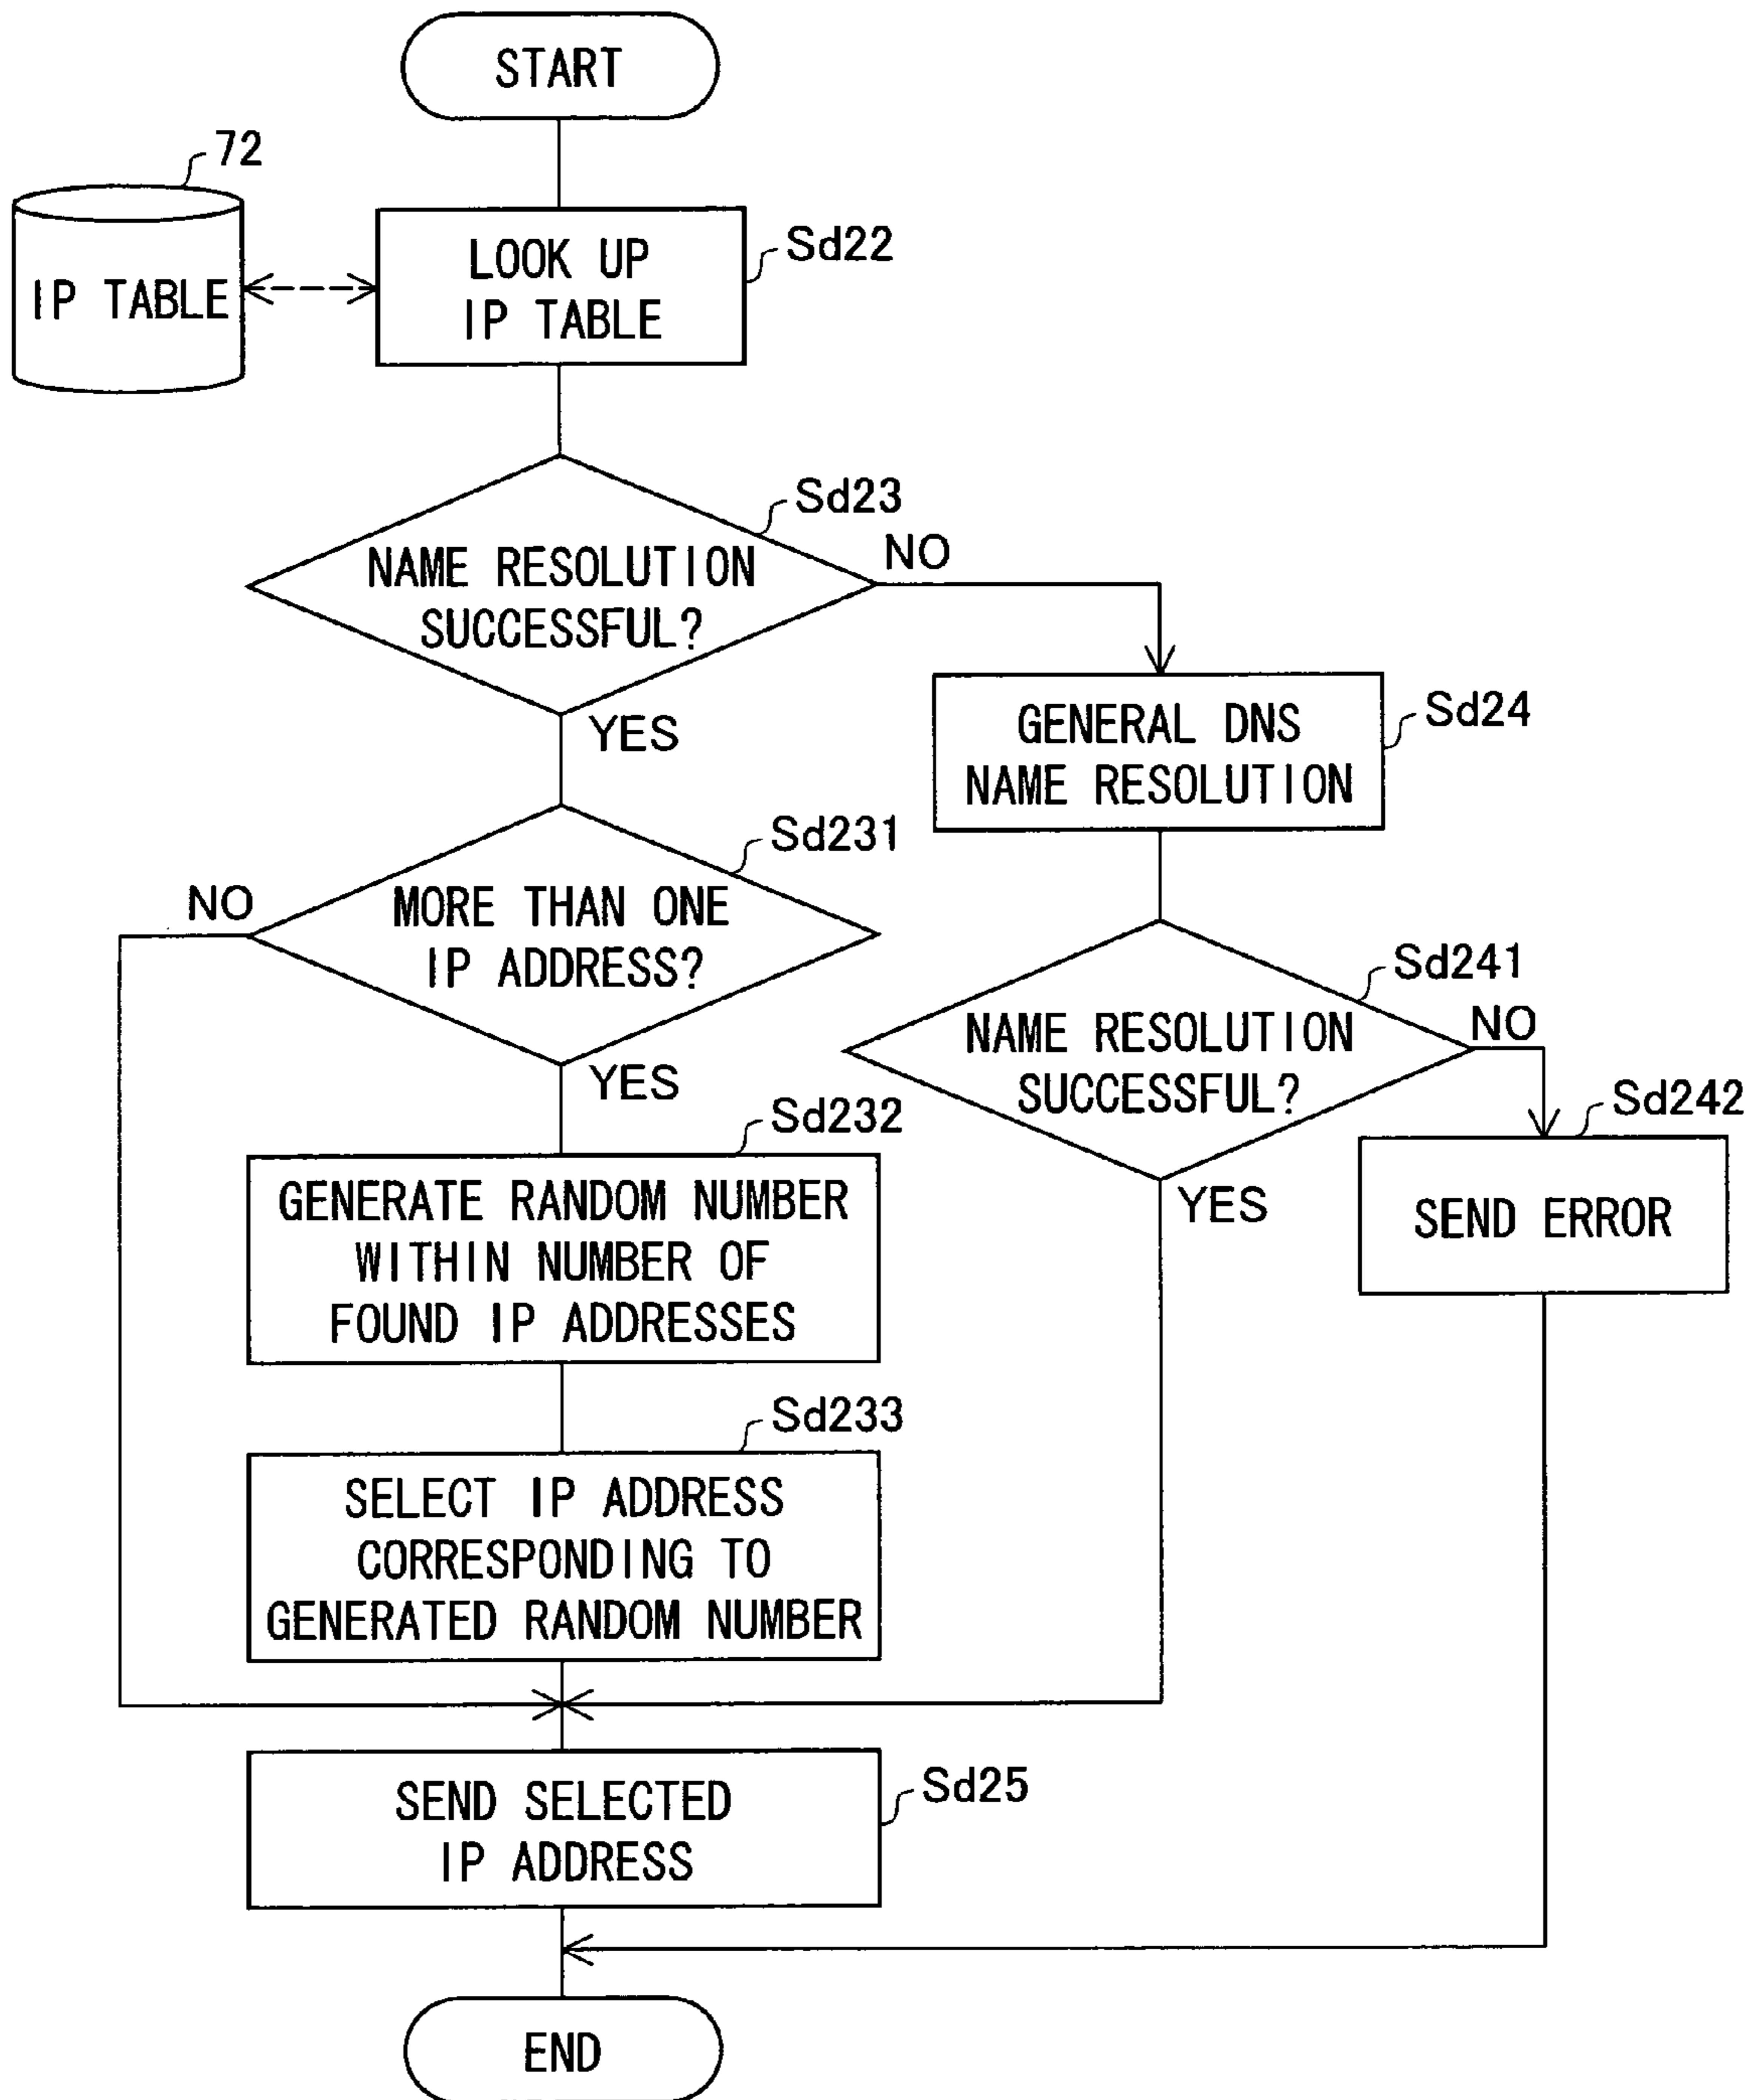 START
72
IP TABLE
LOOK UP
IP TABLE
Sd22
NAME RESOLUTION
SUCCESSFUL?
Sd23
NO
YES
GENERAL DNS
NAME RESOLUTION
Sd24
MORE THAN ONE
IP ADDRESS?
Sd231
NO
YES
NAME RESOLUTION
SUCCESSFUL?
Sd241
NO
YES
Sd242
SEND ERROR
Sd232
GENERATE RANDOM NUMBER
WITHIN NUMBER OF
FOUND IP ADDRESSES
Sd233
SELECT IP ADDRESS
CORRESPONDING TO
GENERATED RANDOM NUMBER
SEND SELECTED
IP ADDRESS
Sd25
END